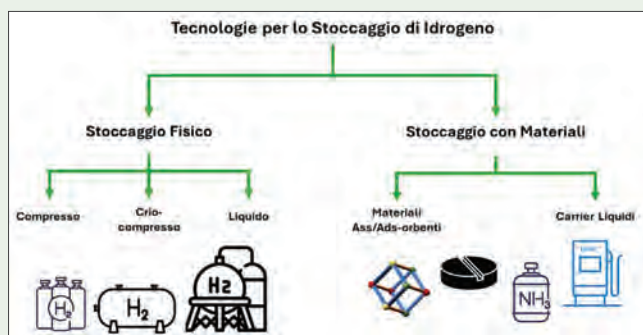 Tecnologie per lo Stoccaggio di Idrogeno
Stoccaggio Fisico
Stoccaggio con Materiali
Compresso
Crio-
compresso
Liquido
Materiali
Ass/Ads-orbenti
Carrier Liquidi
H₂
H₂
H₂
NH₃